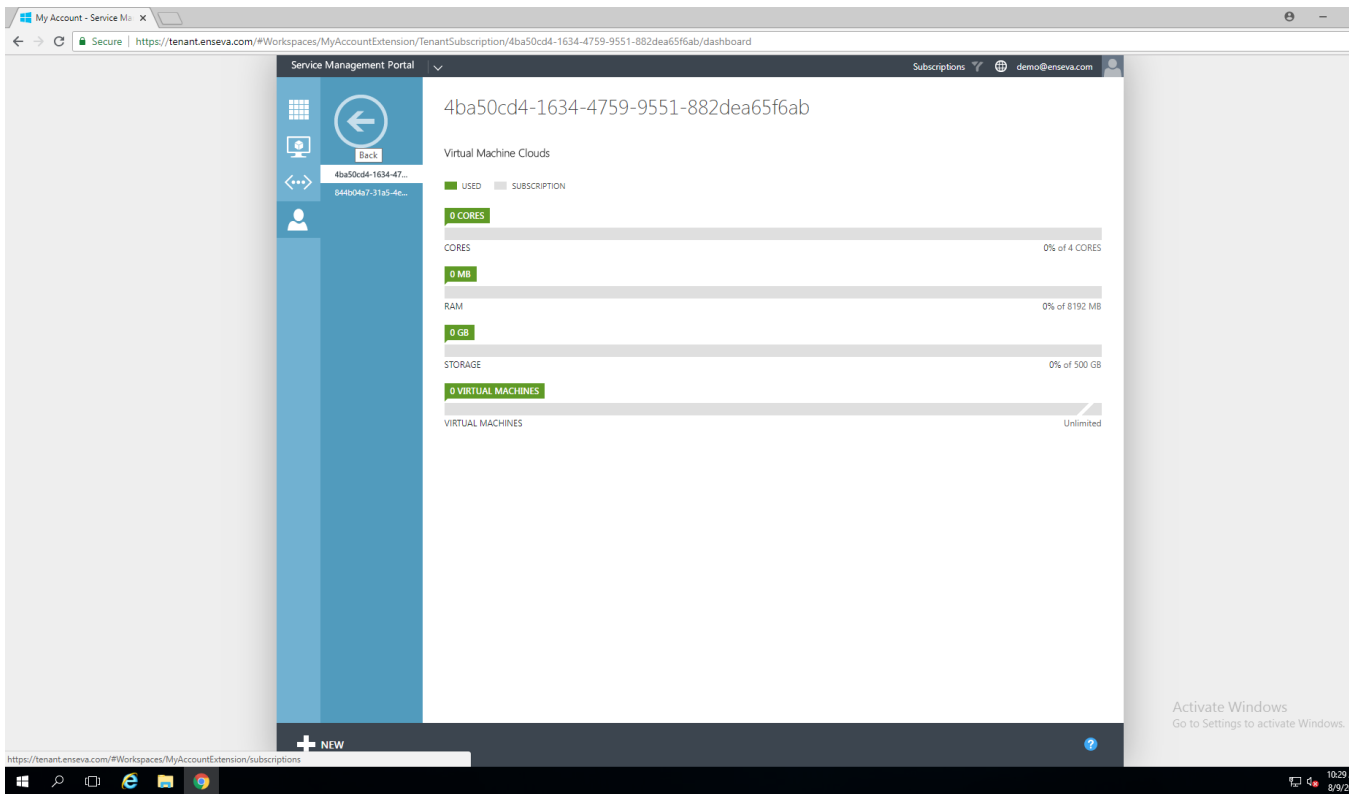 My Account - Service Ma
Secure | https://tenant.enseva.com/#Workspaces/MyAccountExtension/TenantSubscription/4ba50cd4-1634-4759-9551-882dea65f6ab/dashboard
Service Management Portal
Subscriptions
demo@enseva.com
Back
4ba50cd4-1634-47...
844b04a7-31a5-4e...
4ba50cd4-1634-4759-9551-882dea65f6ab
Virtual Machine Clouds
USED SUBSCRIPTION
0 CORES
CORES 0% of 4 CORES
0 MB
RAM 0% of 8192 MB
0 GB
STORAGE 0% of 500 GB
0 VIRTUAL MACHINES
VIRTUAL MACHINES Unlimited
Activate Windows
Go to Settings to activate Windows.
NEW
?
https://tenant.enseva.com/#Workspaces/MyAccountExtension/subscriptions
10:29
8/9/2